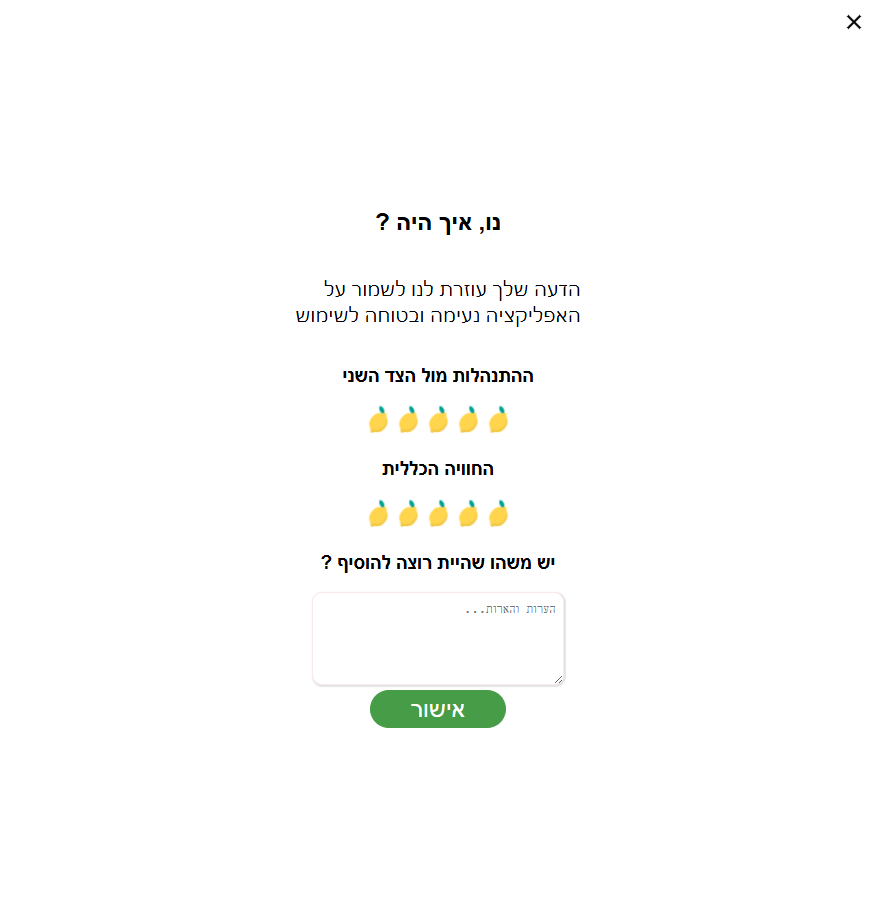 נו, איך היה ?
הדעה שלך עוזרת לנו לשמור על
האפליקציה נעימה ובטוחה לשימוש
ההתנהלות מול הצד השני
החוויה הכללית
יש משהו שהיית רוצה להוסיף ?
הערות והארות...
אישור